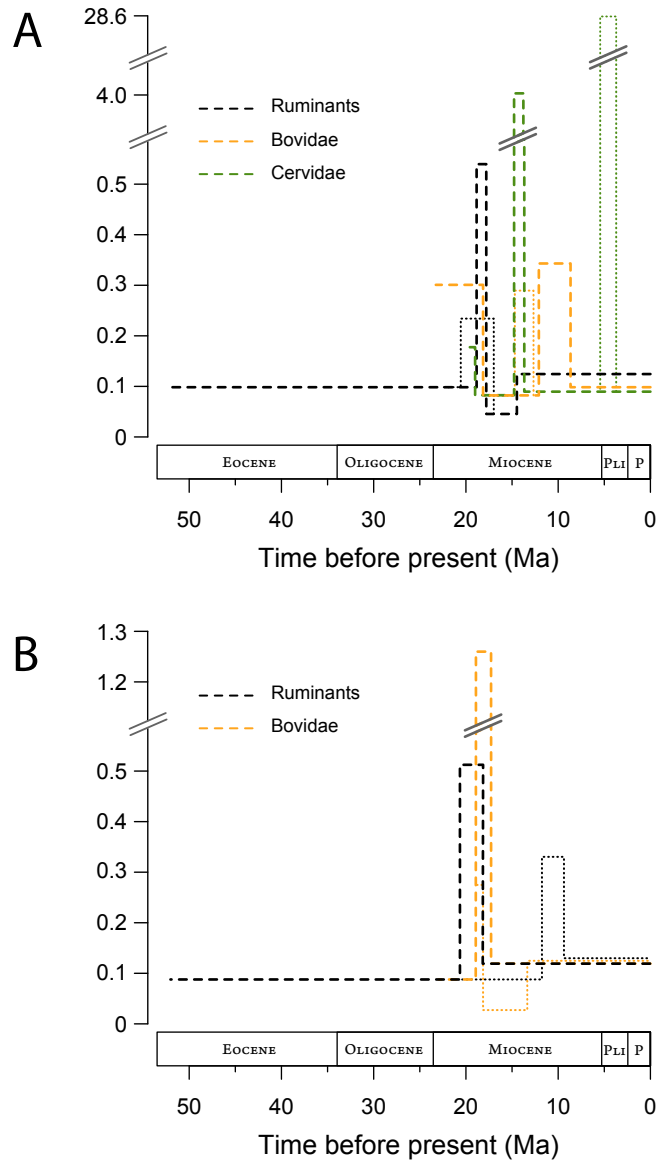 A
28.6
4.0
0.5
0.4
0.3
0.2
0.1
0
Ruminants
Bovidae
Cervidae
Eocene Oligocene Miocene Pli P
50 40 30 20 10 0
Time before present (Ma)
B
1.3
1.2
0.5
0.4
0.3
0.2
0.1
0
Ruminants
Bovidae
Eocene Oligocene Miocene Pli P
50 40 30 20 10 0
Time before present (Ma)